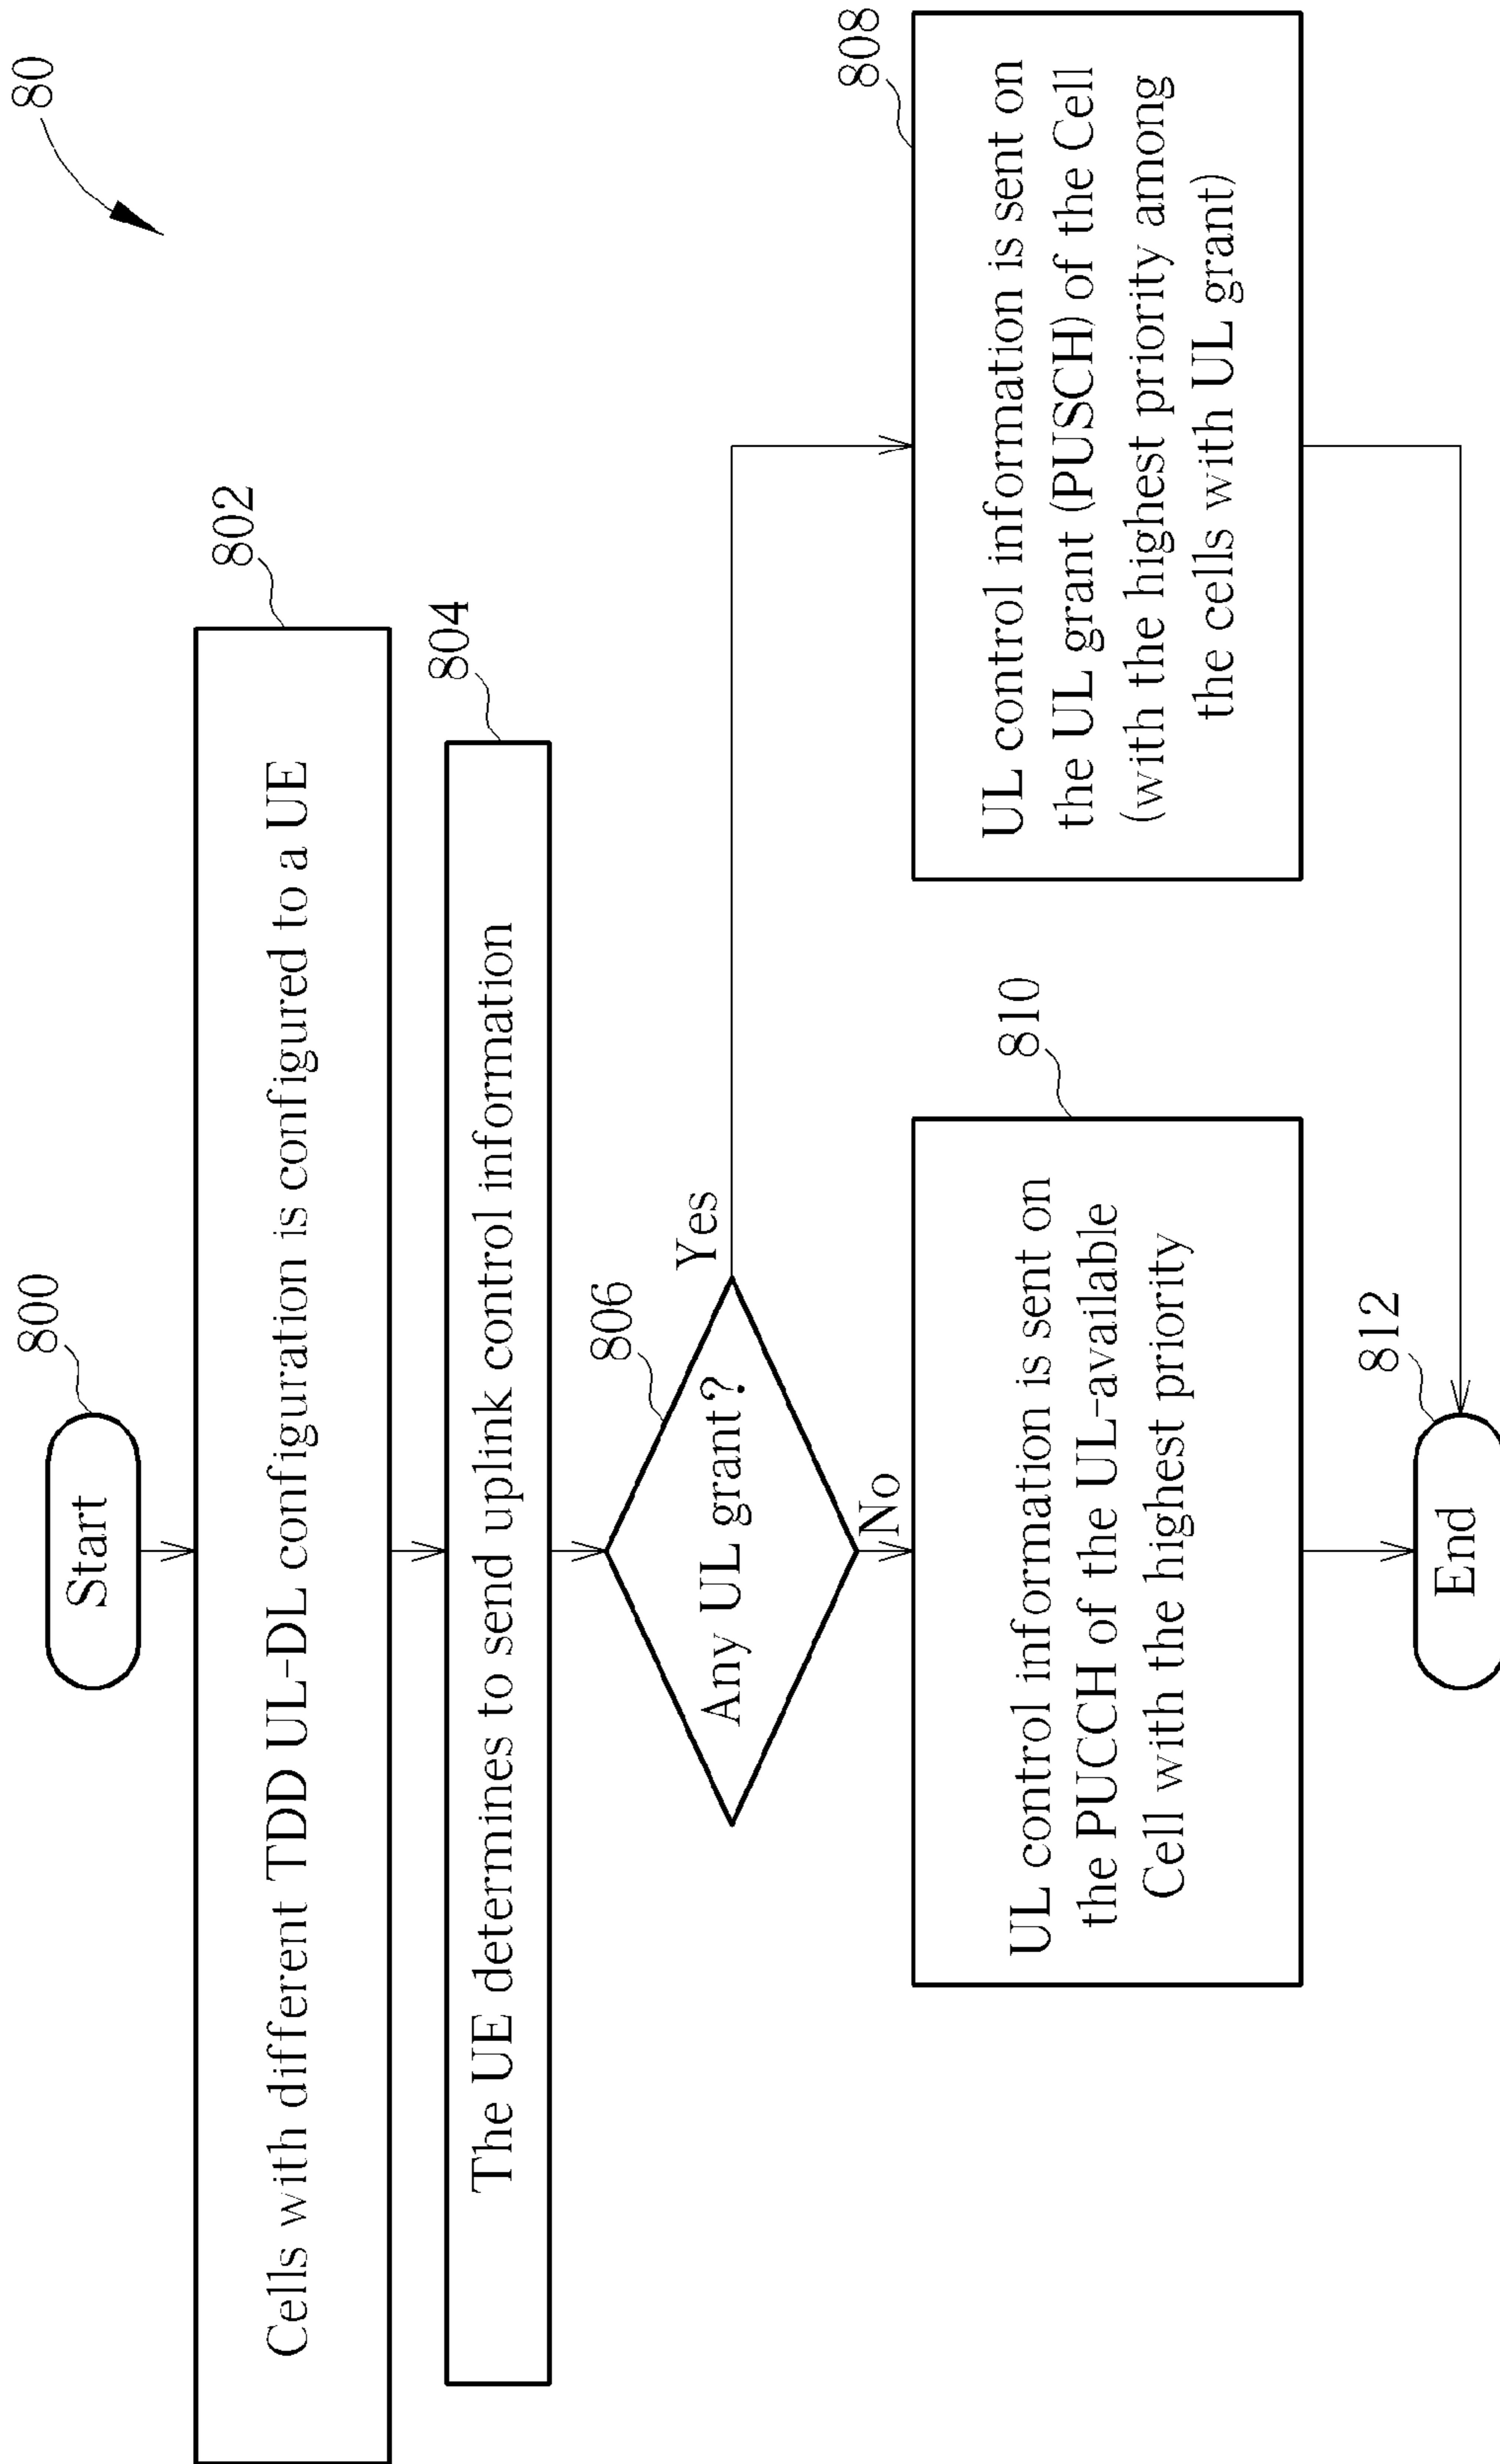 80
800
Start
802
Cells with different TDD UL-DL configuration is configured to a UE
804
The UE determines to send uplink control information
806
Any UL grant?
Yes
No
808
UL control information is sent on
the UL grant (PUSCH) of the Cell
(with the highest priority among
the cells with UL grant)
810
UL control information is sent on
the PUCCH of the UL-available
Cell with the highest priority
812
End